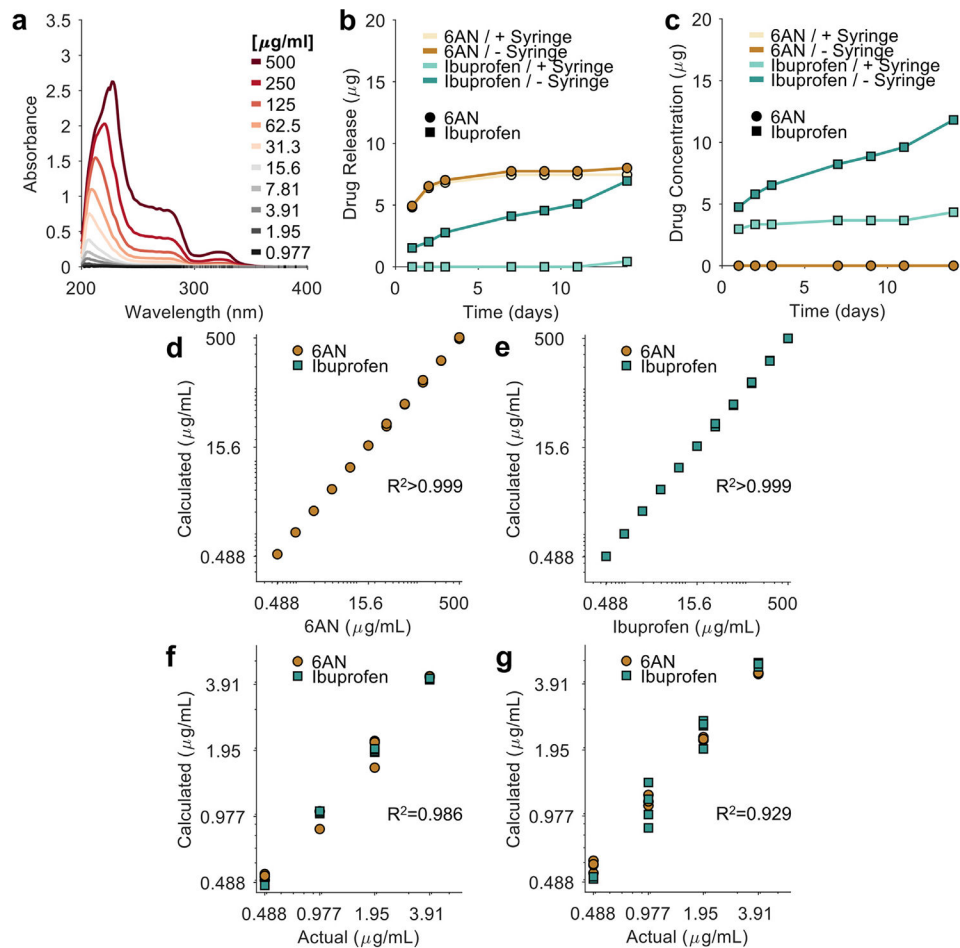 a
3.5
3
2.5
2
1.5
1
0.5
0
Absorbance
200
250
300
350
400
Wavelength (nm)
[μg/ml]
500
250
125
62.5
31.3
15.6
7.81
3.91
1.95
0.977
b
20
15
10
5
0
Drug Release (μg)
0
5
10
Time (days)
6AN / + Syringe
6AN / - Syringe
Ibuprofen / + Syringe
Ibuprofen / - Syringe
6AN
Ibuprofen
c
20
15
10
5
0
Drug Concentration (μg)
0
5
10
Time (days)
6AN / + Syringe
6AN / - Syringe
Ibuprofen / + Syringe
Ibuprofen / - Syringe
6AN
Ibuprofen
d
500
15.6
0.488
Calculated (μg/mL)
6AN
Ibuprofen
R²>0.999
0.488
15.6
500
6AN (μg/mL)
e
500
15.6
0.488
Calculated (μg/mL)
6AN
Ibuprofen
R²>0.999
0.488
15.6
500
Ibuprofen (μg/mL)
f
3.91
1.95
0.977
0.488
Calculated (μg/mL)
6AN
Ibuprofen
R²=0.986
0.488
0.977
1.95
3.91
Actual (μg/mL)
g
3.91
1.95
0.977
0.488
Calculated (μg/mL)
6AN
Ibuprofen
R²=0.929
0.488
0.977
1.95
3.91
Actual (μg/mL)